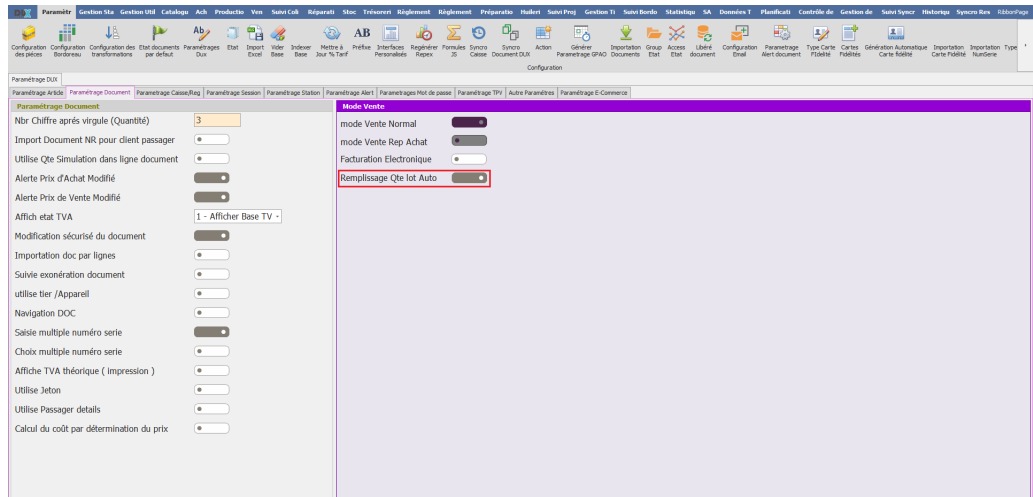 DUX Paramétr Gestion Sta Gestion Util Catalogu Ach Productio Ven Suivi Coli Réparati Stoc Trésoreri Règlement Règlement Préparatio Huileri Suivi Proj Gestion Ti Suivi Bordo Statistiqu SA Données T Planificati Contrôle de Gestion de Suivi Syncr Historiqu Syncro Res RibbonPage
Configuration des pièces
Configuration Bordoreau
Configuration des transformations
Etat documents par defaut
Paramétrages Dux
Etat
Import Excel
Vider Base
Indexer Base
Mettre à Jour % Tarif
Préfixe
Interfaces Personalisés
Regénérer Repex
Formules JS
Syncro Caisse
Syncro Document DUX
Action
Générer Parametrage GPAO
Importation Documents
Group Etat
Access Etat
Libéré document
Configuration Email
Parametrage Alert document
Type Carte Fidelité
Cartes Fidélités
Génération Automatique Carte fidélité
Importation Carte Fidélité
Importation NumSerie
Type
Configuration
Paramétrage DUX
Paramétrage Article Paramétrage Document Parametrage Caisse/Reg Paramétrage Session Paramétrage Station Paramétrage Alert Parametrages Mot de passe Paramétrage TPV Autre Paramètres Paramétrage E-Commerce
Paramétrage Document
Nbr Chiffre aprés virgule (Quantité) 3
Import Document NR pour client passager
Utilise Qte Simulation dans ligne document
Alerte Prix d'Achat Modifié
Alerte Prix de Vente Modifié
Affich etat TVA 1 - Afficher Base TV
Modification sécurisé du document
Importation doc par lignes
Suivie exonération document
utilise tier /Appareil
Navigation DOC
Saisie multiple numéro serie
Choix multiple numéro serie
Affiche TVA théorique ( impression )
Utilise Jeton
Utilise Passager details
Calcul du coût par détermination du prix
Mode Vente
mode Vente Normal
mode Vente Rep Achat
Facturation Electronique
Remplissage Qte lot Auto